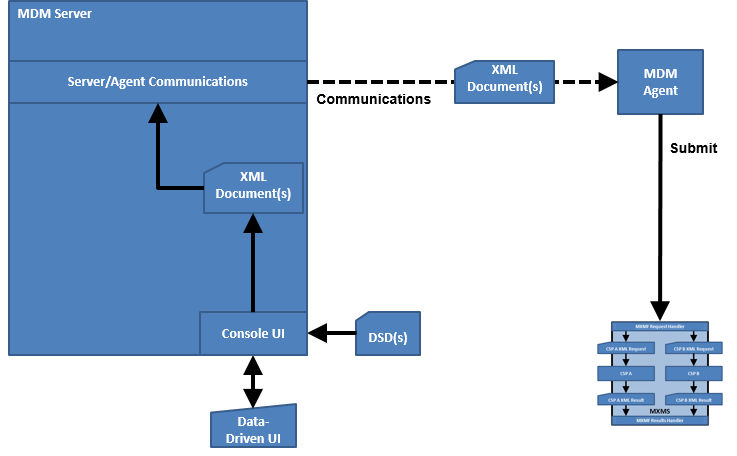 MDM Server
Server/Agent Communications
Communications
XML
Document(s)
MDM
Agent
Submit
XML
Document(s)
Console UI
DSD(s)
Data-
Driven UI
MXMF Request Handler
CSP A XML Request
CSP B XML Request
CSP A
CSP B
CSP A XML Result
CSP B XML Result
MXMS
MXMF Results Handler